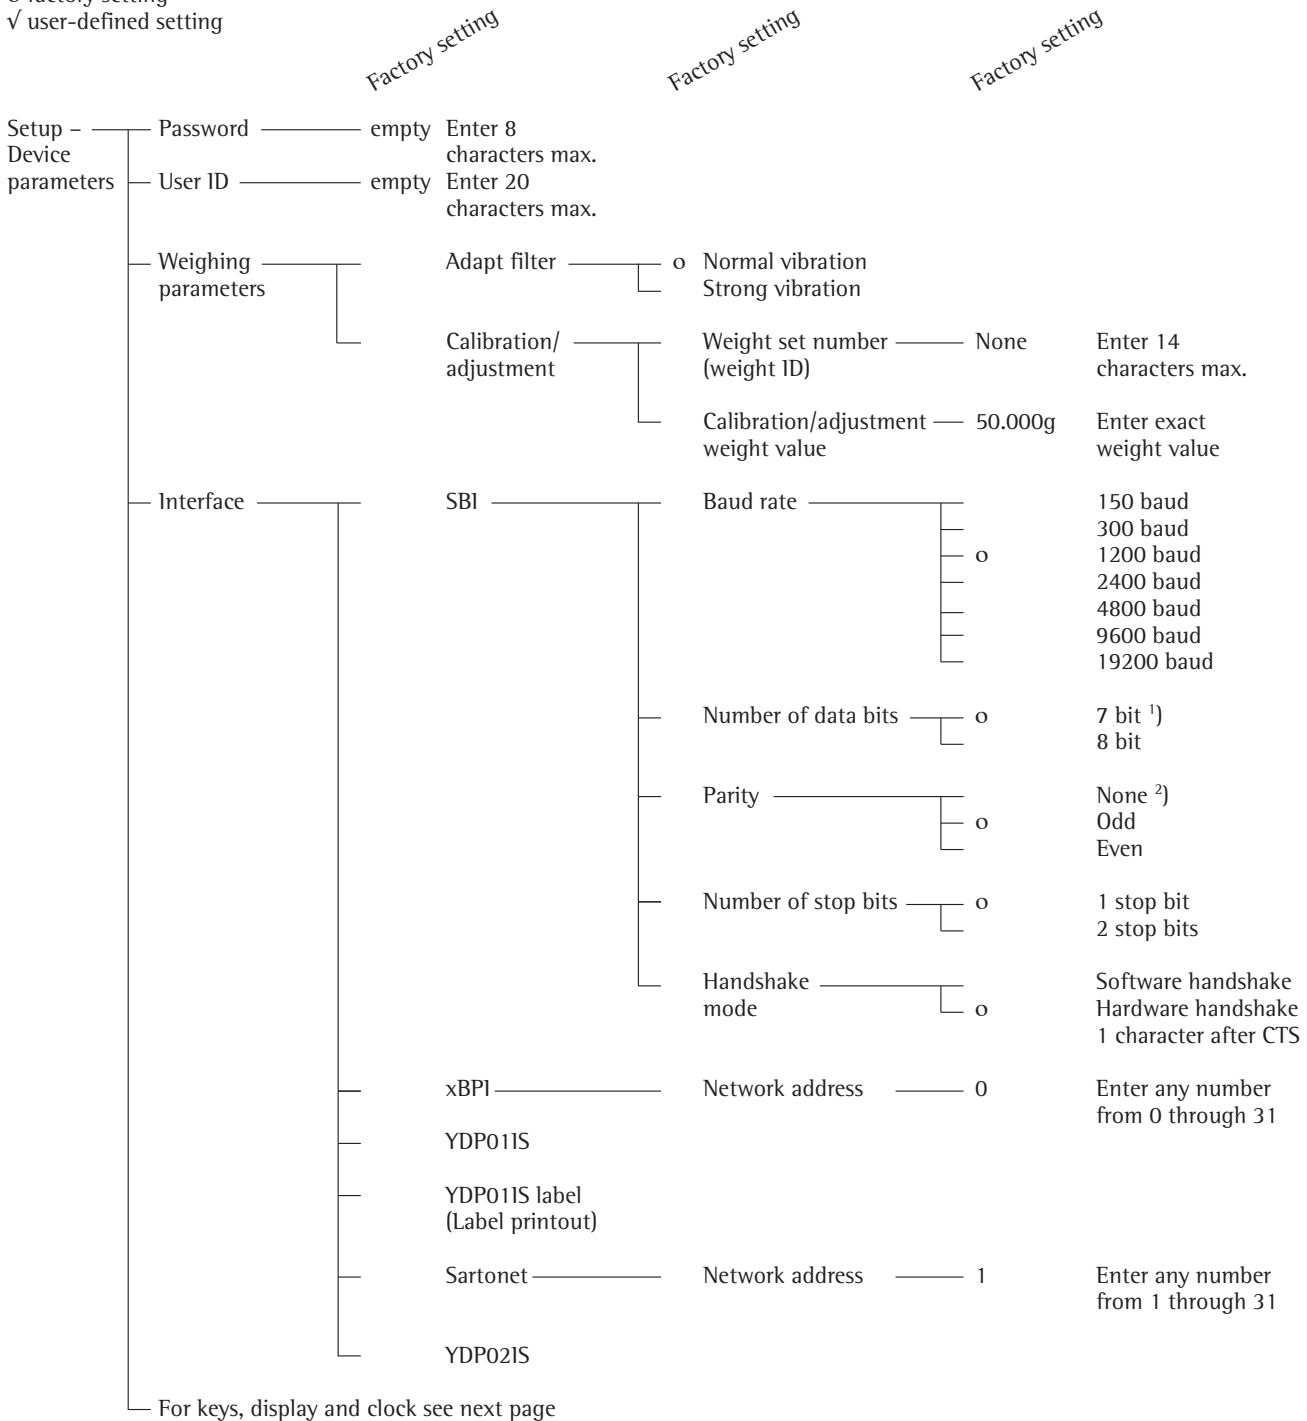 √ user-defined setting
Factory setting
Factory setting
Factory setting
Setup –
Device
parameters
Password
empty
Enter 8
characters max.
User ID
empty
Enter 20
characters max.
Weighing
parameters
Adapt filter
o
Normal vibration
Strong vibration
Calibration/
adjustment
Weight set number
(weight ID)
None
Enter 14
characters max.
Calibration/adjustment
weight value
50.000g
Enter exact
weight value
Interface
SBI
Baud rate
150 baud
300 baud
o
1200 baud
2400 baud
4800 baud
9600 baud
19200 baud
Number of data bits
o
7 bit ¹)
8 bit
Parity
None ²)
o
Odd
Even
Number of stop bits
o
1 stop bit
2 stop bits
Handshake
mode
Software handshake
o
Hardware handshake
1 character after CTS
xBPI
Network address
0
Enter any number
from 0 through 31
YDP01IS
YDP01IS label
(Label printout)
Sartonet
Network address
1
Enter any number
from 1 through 31
YDP02IS
For keys, display and clock see next page